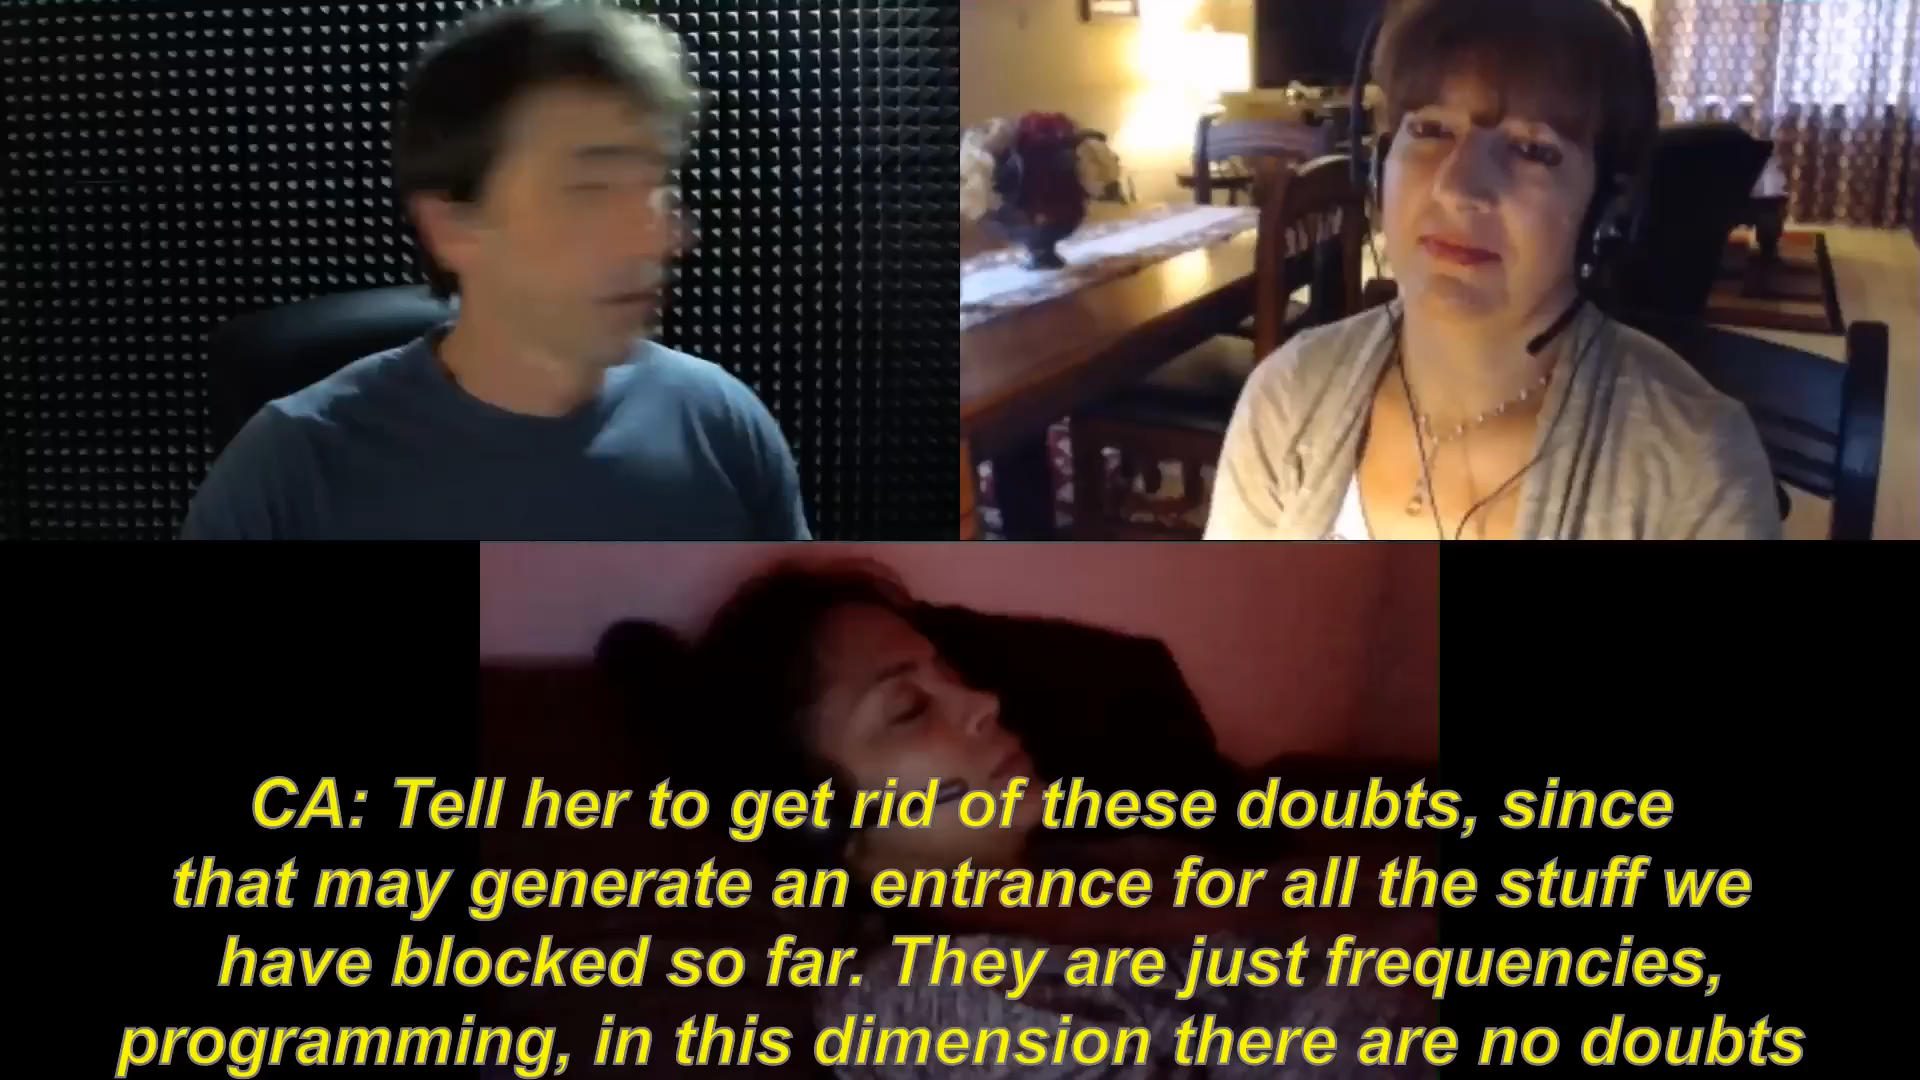 CA: Tell her to get rid of these doubts, since
that may generate an entrance for all the stuff we
have blocked so far. They are just frequencies,
programming, in this dimension there are no doubts